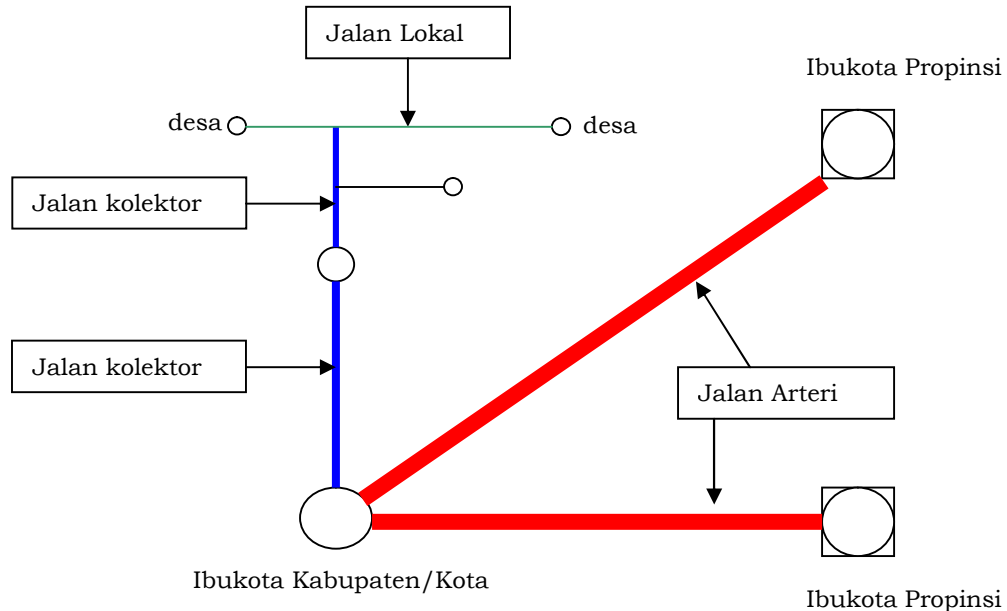 Jalan Lokal
Ibukota Propinsi
desa
desa
Jalan kolektor
Jalan kolektor
Jalan Arteri
Ibukota Kabupaten/Kota
Ibukota Propinsi